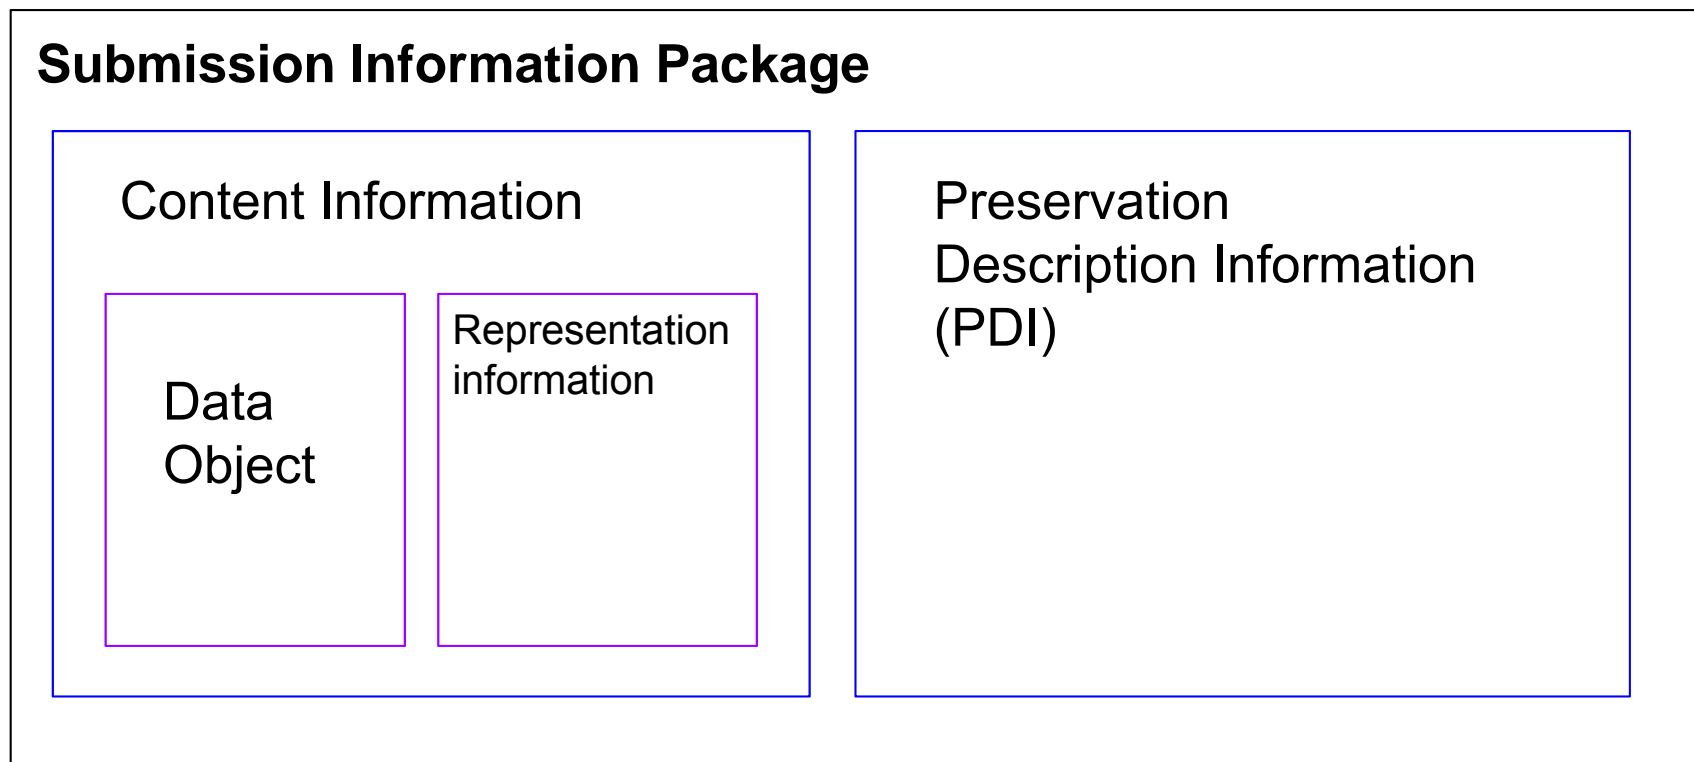 Submission Information Package
Content Information
Data
Object
Representation
information
Preservation
Description Information
(PDI)